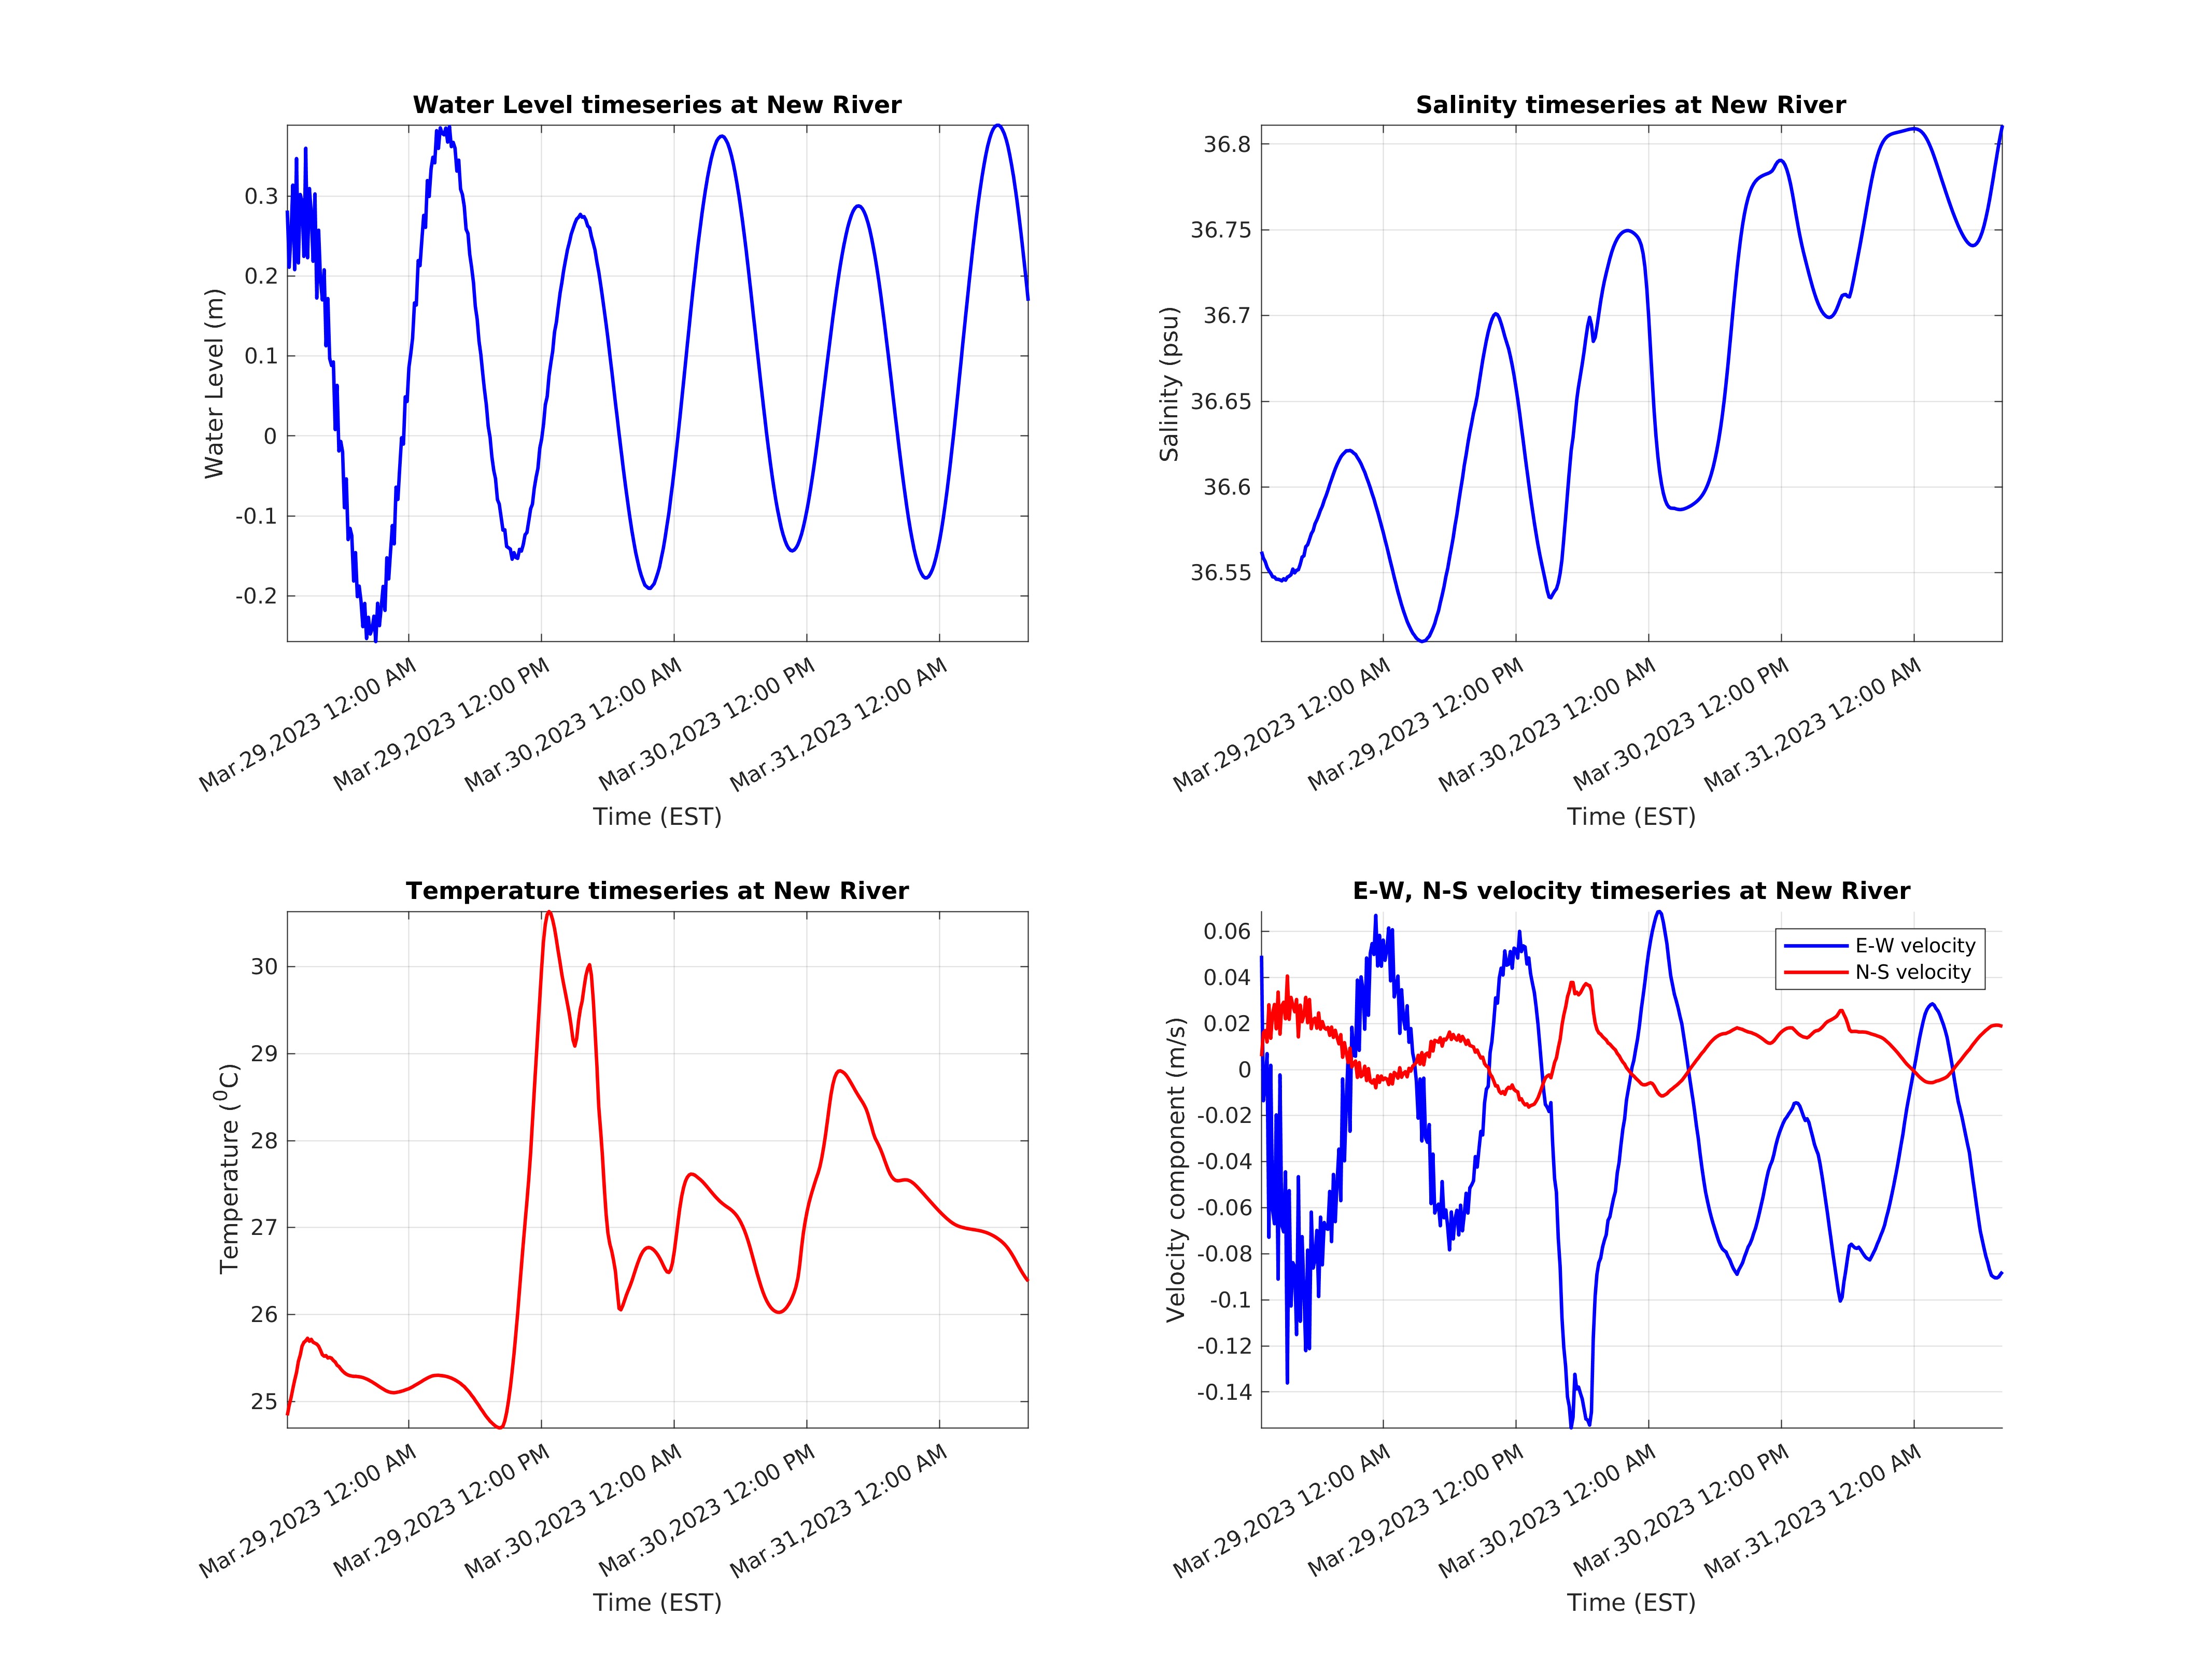 Water Level timeseries at New River
Water Level (m)
0.3
0.2
0.1
0
-0.1
-0.2
Mar.29,2023 12:00 AM
Mar.29,2023 12:00 PM
Mar.30,2023 12:00 AM
Mar.30,2023 12:00 PM
Mar.31,2023 12:00 AM
Time (EST)
Salinity timeseries at New River
Salinity (psu)
36.8
36.75
36.7
36.65
36.6
36.55
Mar.29,2023 12:00 AM
Mar.29,2023 12:00 PM
Mar.30,2023 12:00 AM
Mar.30,2023 12:00 PM
Mar.31,2023 12:00 AM
Time (EST)
Temperature timeseries at New River
Temperature (⁰C)
30
29
28
27
26
25
Mar.29,2023 12:00 AM
Mar.29,2023 12:00 PM
Mar.30,2023 12:00 AM
Mar.30,2023 12:00 PM
Mar.31,2023 12:00 AM
Time (EST)
E-W, N-S velocity timeseries at New River
Velocity component (m/s)
0.06
0.04
0.02
0
-0.02
-0.04
-0.06
-0.08
-0.1
-0.12
-0.14
E-W velocity
N-S velocity
Mar.29,2023 12:00 AM
Mar.29,2023 12:00 PM
Mar.30,2023 12:00 AM
Mar.30,2023 12:00 PM
Mar.31,2023 12:00 AM
Time (EST)